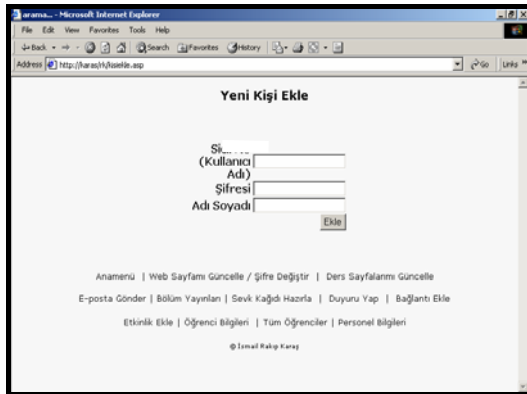 arama... - Microsoft Internet Explorer
File Edit View Favorites Tools Help
Back Search Favorites History
Address http://karas/rk/kisiekle.asp Go Links
Yeni Kişi Ekle
(Kullanıcı
Adı)
Şifresi
Adı Soyadı
Ekle
Anamenü | Web Sayfamı Güncelle / Şifre Değiştir | Ders Sayfalarımı Güncelle
E-posta Gönder | Bölüm Yayınları | Sevk Kağıdı Hazırla | Duyuru Yap | Bağlantı Ekle
Etkinlik Ekle | Öğrenci Bilgileri | Tüm Öğrenciler | Personel Bilgileri
© İsmail Rakıp Karaş